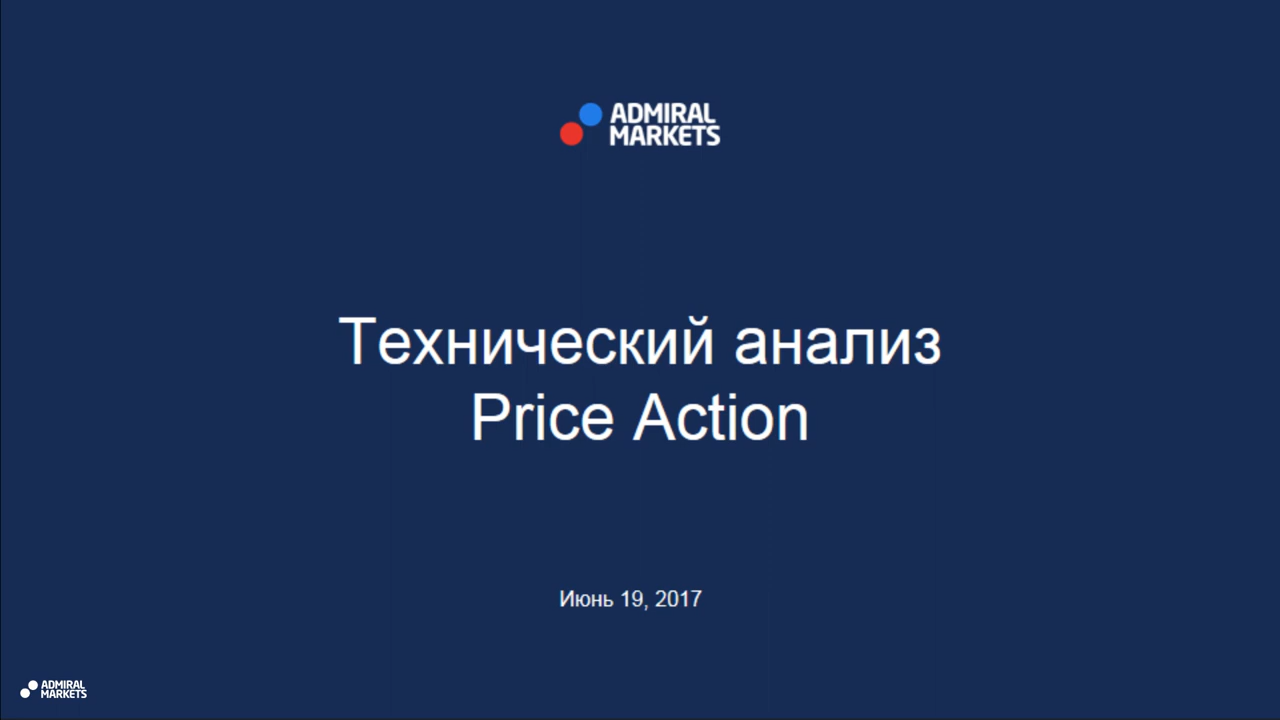 ADMIRAL
MARKETS
Технический анализ
Price Action
Июнь 19, 2017
ADMIRAL
MARKETS